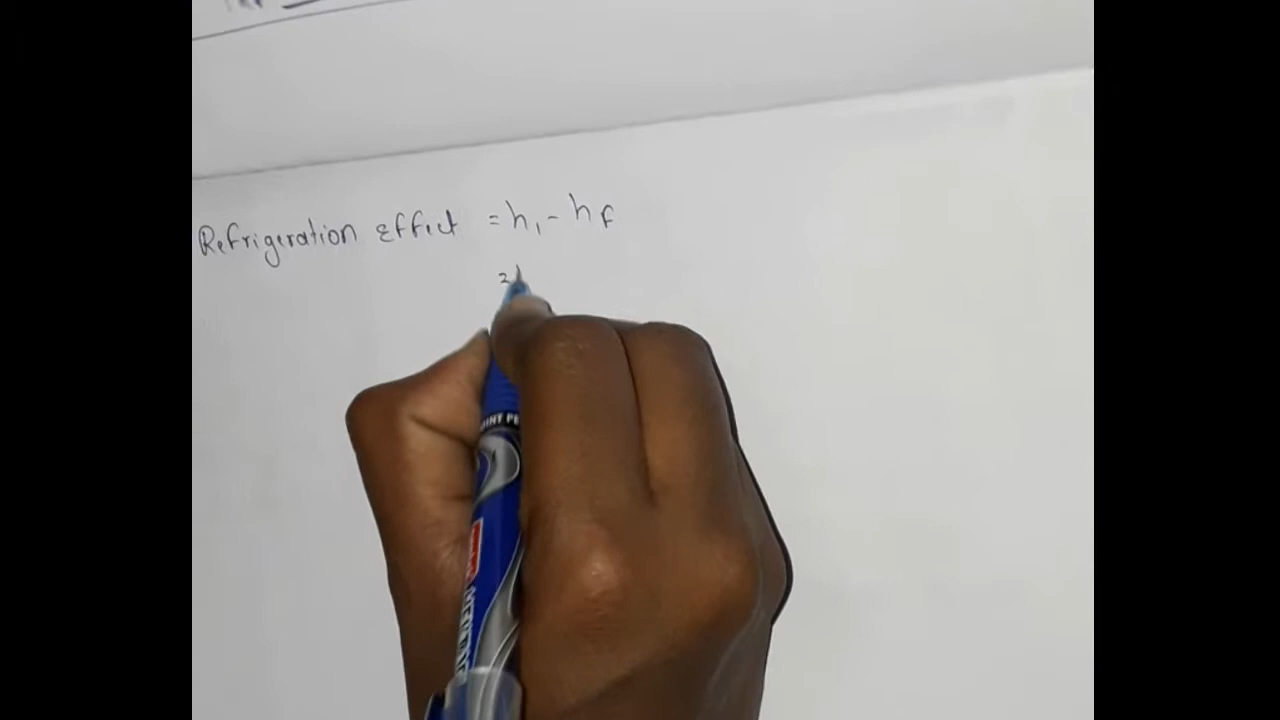 Refrigeration effect = h₁ - hf
=